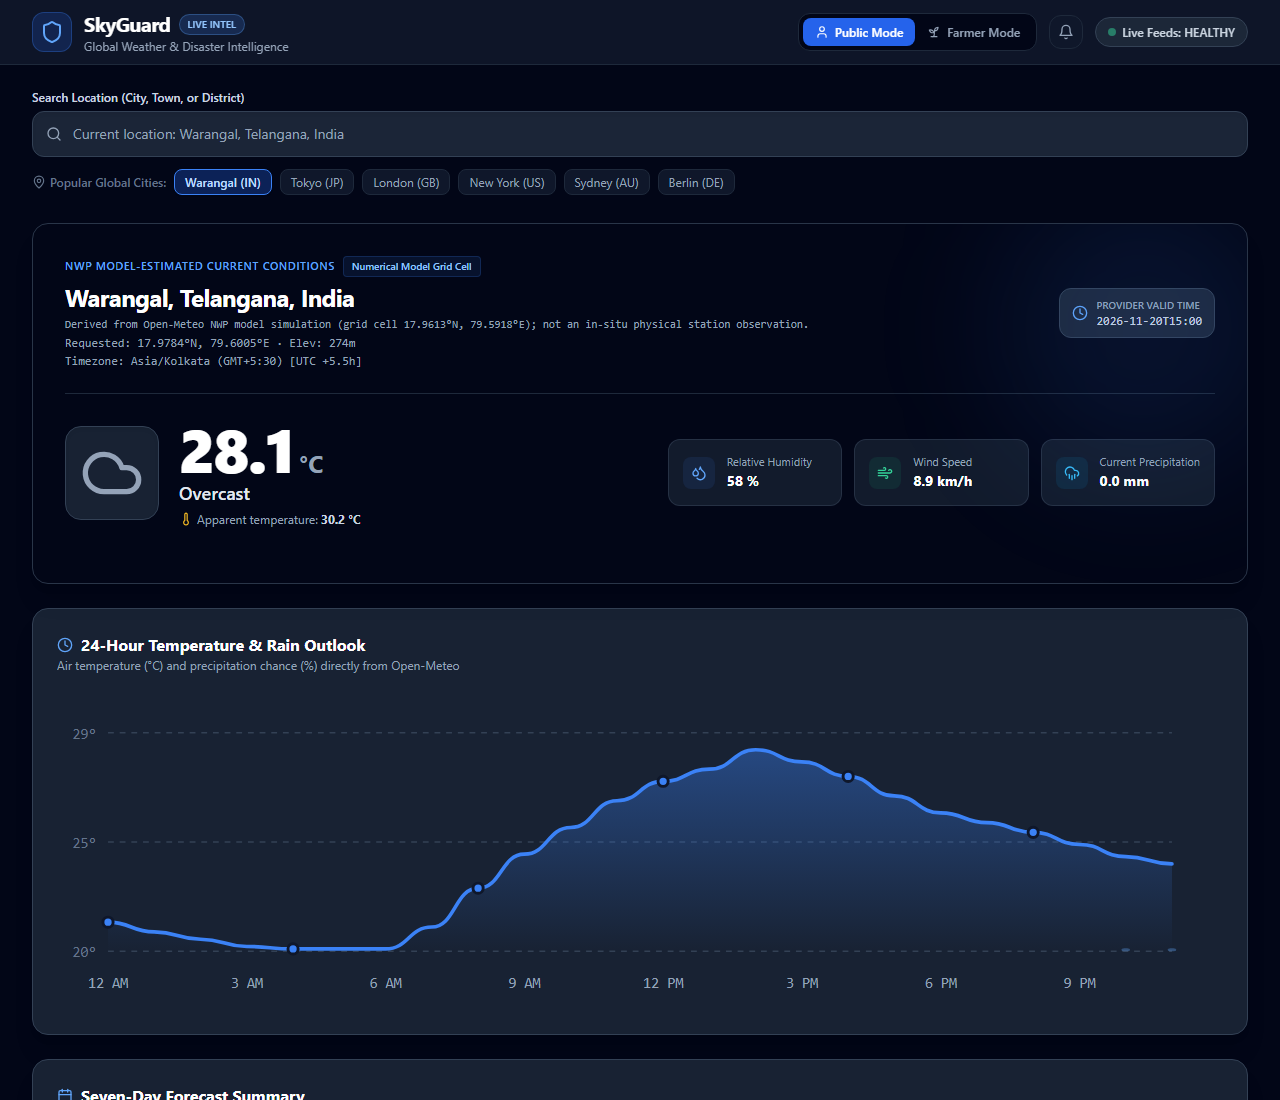 SkyGuard LIVE INTEL
Global Weather & Disaster Intelligence
Public Mode
Farmer Mode
Live Feeds: HEALTHY
Search Location (City, Town, or District)
Current location: Warangal, Telangana, India
Popular Global Cities: Warangal (IN) Tokyo (JP) London (GB) New York (US) Sydney (AU) Berlin (DE)
NWP MODEL-ESTIMATED CURRENT CONDITIONS Numerical Model Grid Cell
Warangal, Telangana, India
Derived from Open-Meteo NWP model simulation (grid cell 17.9613°N, 79.5918°E); not an in-situ physical station observation.
Requested: 17.9784°N, 79.6005°E · Elev: 274m
Timezone: Asia/Kolkata (GMT+5:30) [UTC +5.5h]
PROVIDER VALID TIME
2026-11-20T15:00
28.1 °C
Overcast
Apparent temperature: 30.2 °C
Relative Humidity
58 %
Wind Speed
8.9 km/h
Current Precipitation
0.0 mm
24-Hour Temperature & Rain Outlook
Air temperature (°C) and precipitation chance (%) directly from Open-Meteo
29°
25°
20°
12 AM 3 AM 6 AM 9 AM 12 PM 3 PM 6 PM 9 PM
Seven-Day Forecast Summary